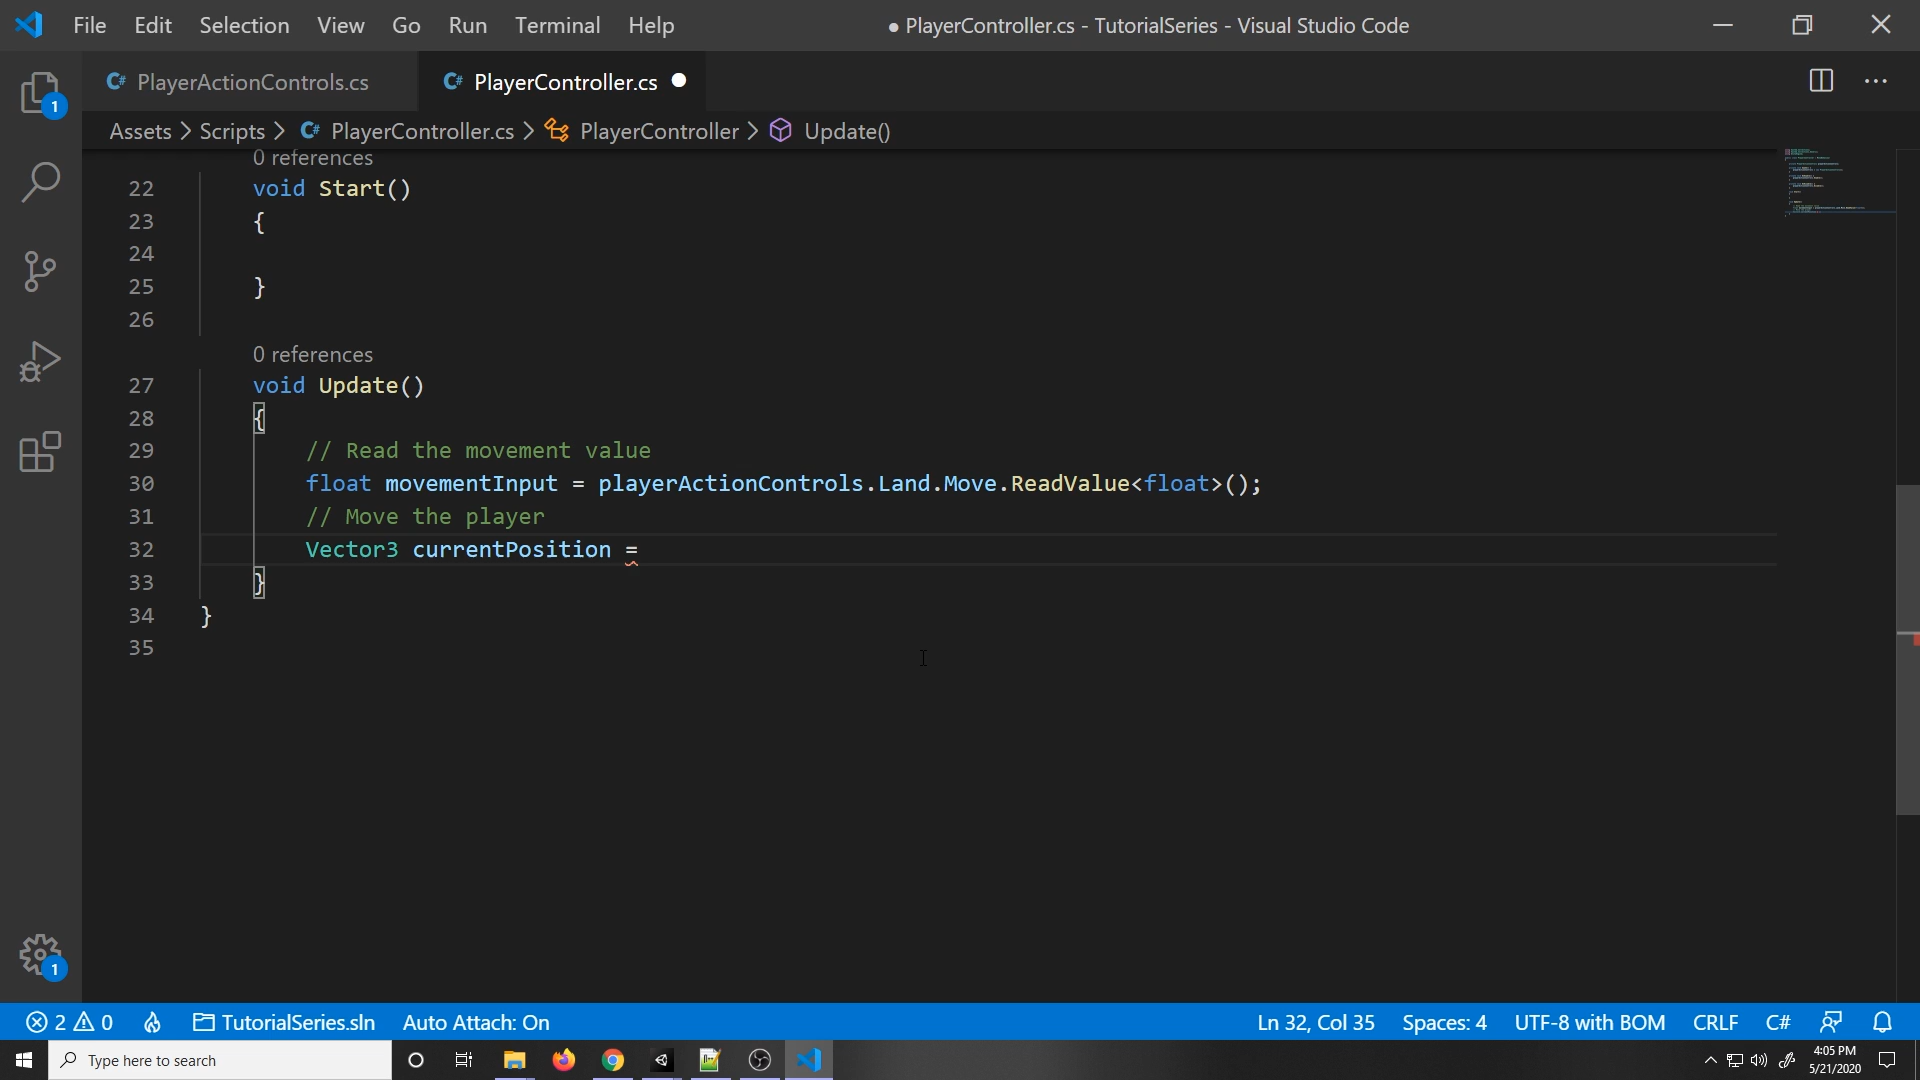 File Edit Selection View Go Run Terminal Help ● PlayerController.cs - TutorialSeries - Visual Studio Code
C# PlayerActionControls.cs C# PlayerController.cs ●
1
Assets > Scripts > C# PlayerController.cs > PlayerController > Update()
0 references
22 void Start()
23 {
24
25 }
26
0 references
27 void Update()
28 {
29 // Read the movement value
30 float movementInput = playerActionControls.Land.Move.ReadValue<float>();
31 // Move the player
32 Vector3 currentPosition =
33 }
34 }
35
1
2 0 TutorialSeries.sln Auto Attach: On Ln 32, Col 35 Spaces: 4 UTF-8 with BOM CRLF C#
Type here to search
4:05 PM
5/21/2020